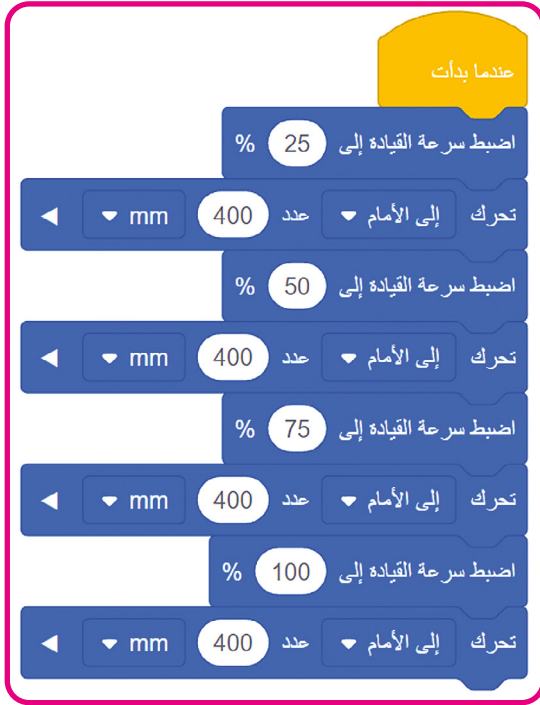 عندما بدأت
اضبط سرعة القيادة إلى 25 %
تحرك إلى الأمام عدد 400 mm
اضبط سرعة القيادة إلى 50 %
تحرك إلى الأمام عدد 400 mm
اضبط سرعة القيادة إلى 75 %
تحرك إلى الأمام عدد 400 mm
اضبط سرعة القيادة إلى 100 %
تحرك إلى الأمام عدد 400 mm